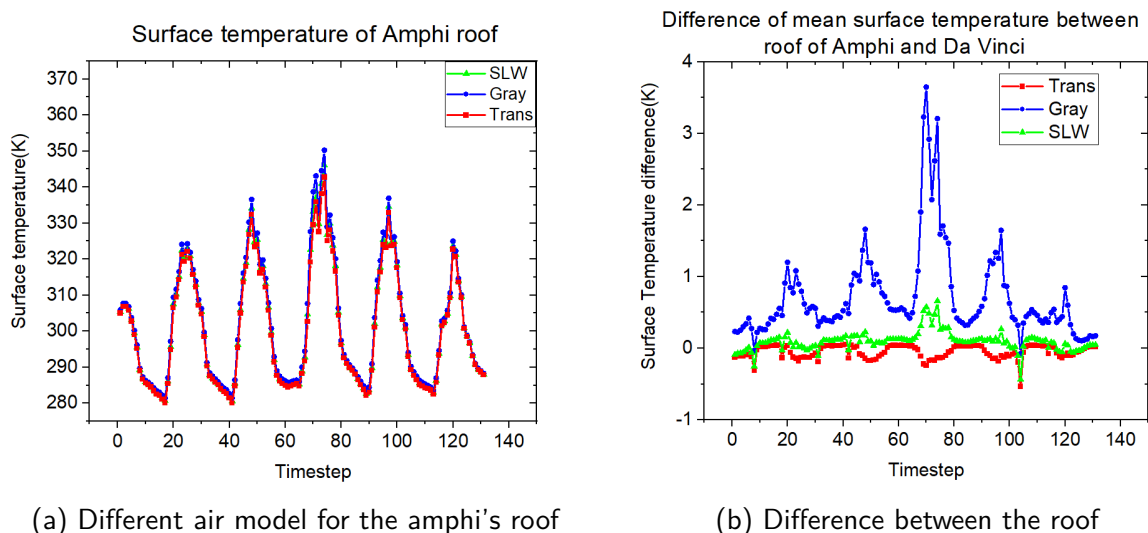 Surface temperature of Amphi roof
370
360
350
340
330
320
310
300
290
280
Surface temperature(K)
SLW
Gray
Trans
0 20 40 60 80 100 120 140
Timestep
(a) Different air model for the amphi's roof
Difference of mean surface temperature between
roof of Amphi and Da Vinci
4
3
2
1
0
-1
Surface Temperature difference(K)
Trans
Gray
SLW
0 20 40 60 80 100 120 140
Timestep
(b) Difference between the roof